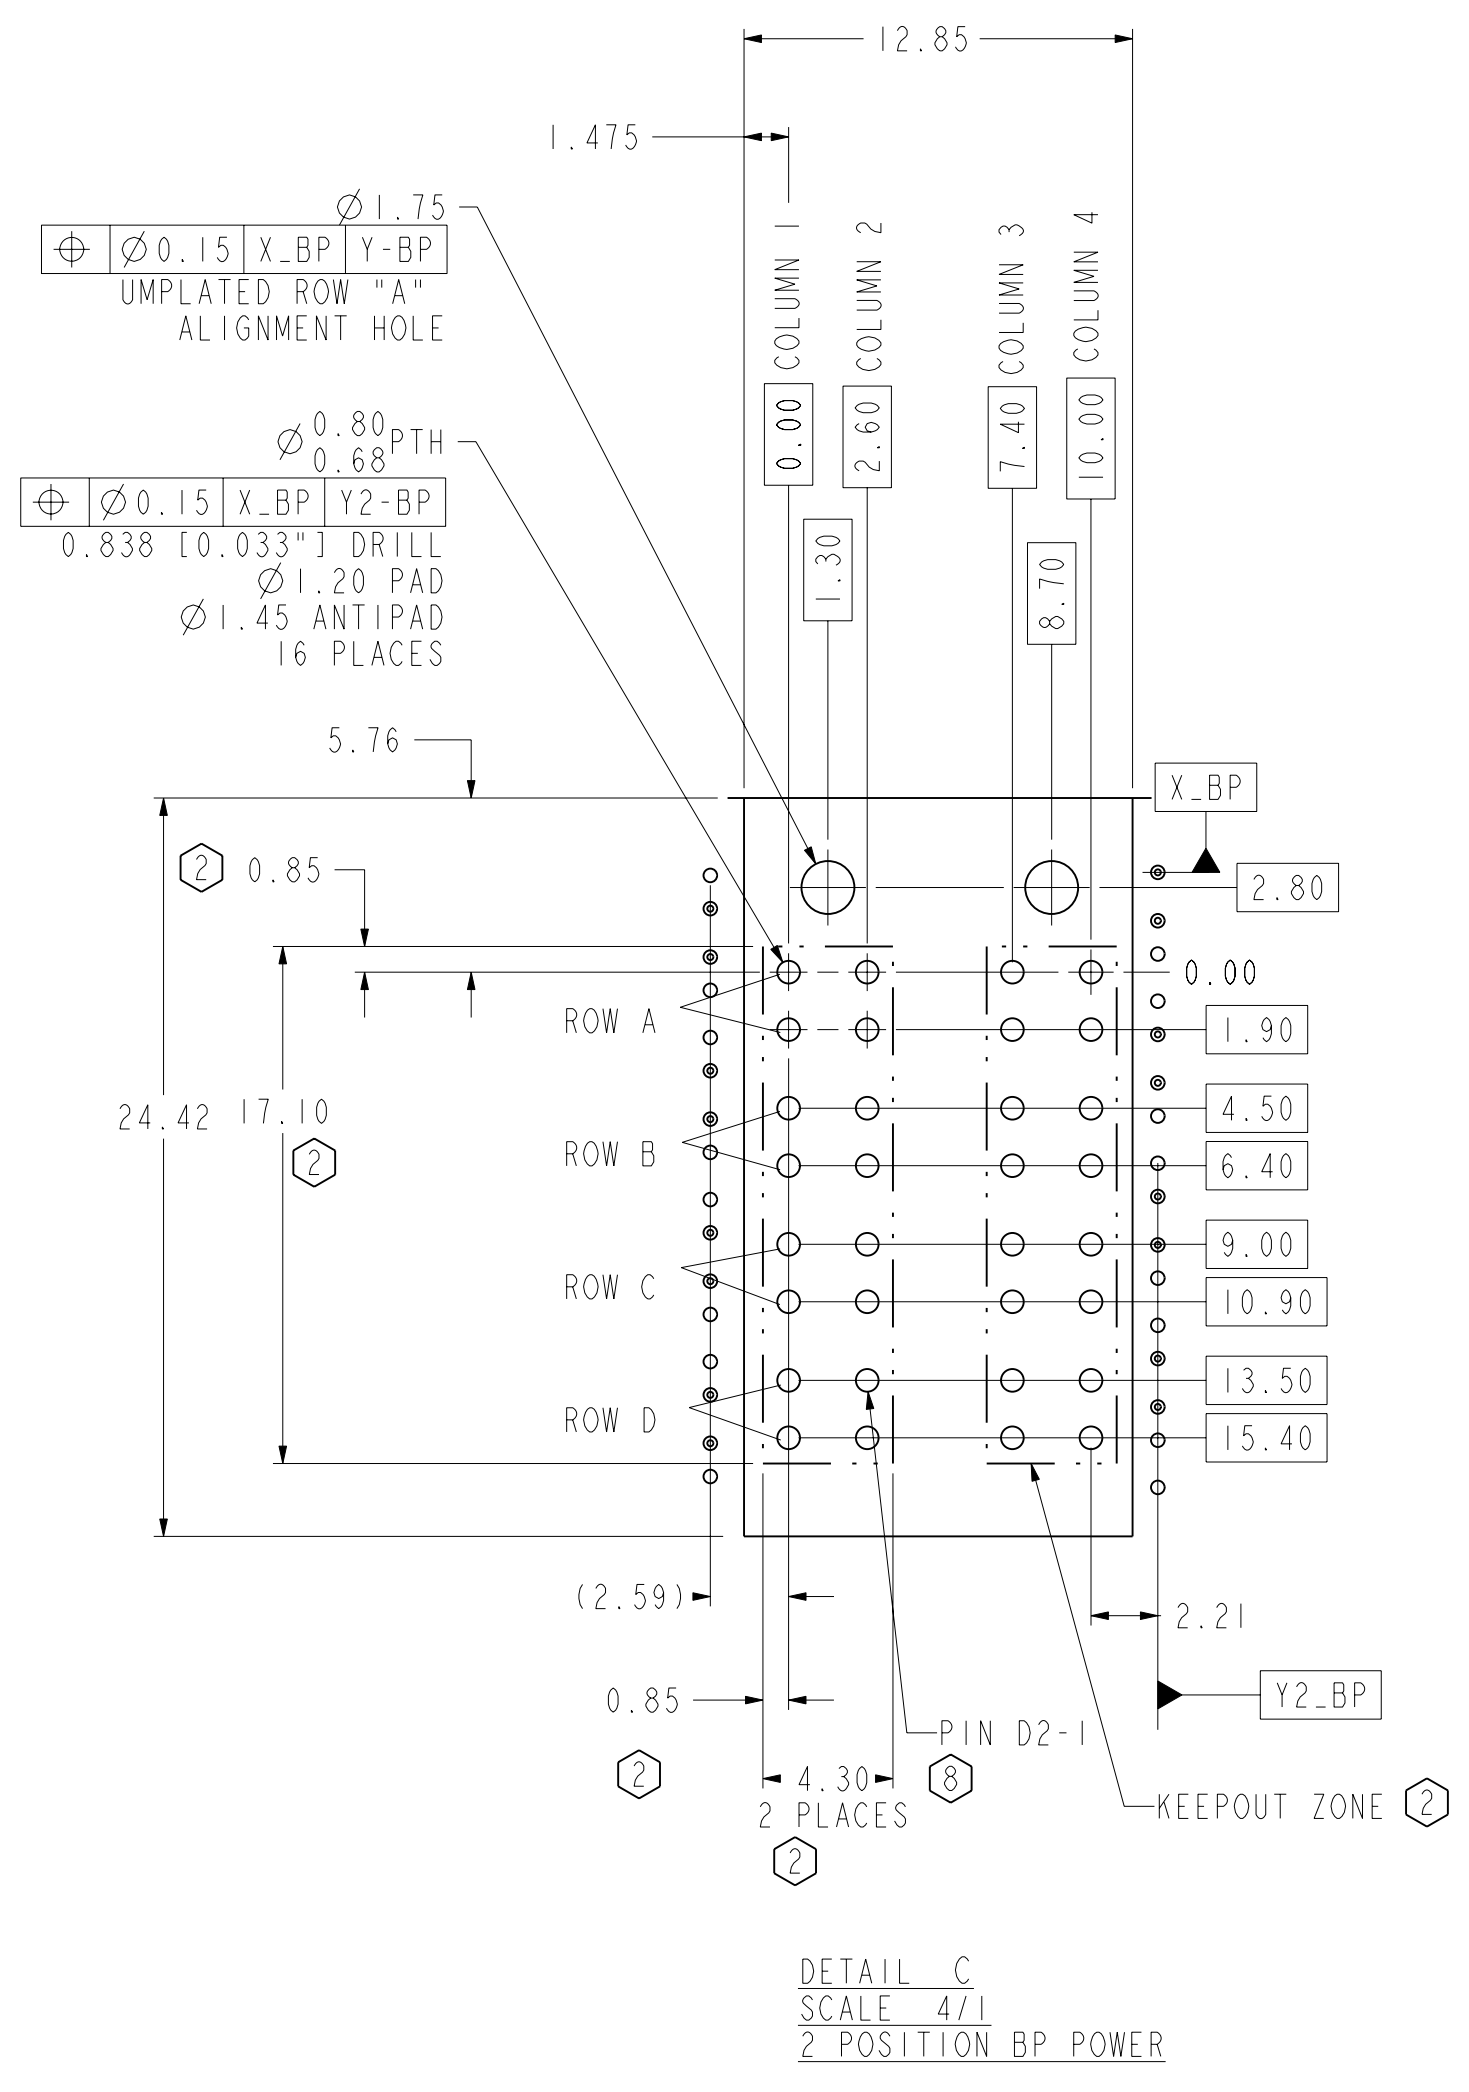 12.85
1.475
Ø1.75
Ø0.15 X_BP Y-BP
UMPLATED ROW "A"
ALIGNMENT HOLE
COLUMN 1
COLUMN 2
COLUMN 3
COLUMN 4
0.00
2.60
7.40
10.00
1.30
8.70
Ø0.80
0.68 PTH
Ø0.15 X_BP Y2-BP
0.838 [0.033"] DRILL
Ø1.20 PAD
Ø1.45 ANTIPAD
16 PLACES
5.76
X_BP
2 0.85
2.80
0.00
ROW A
1.90
24.42
17.10
2
4.50
ROW B
6.40
9.00
ROW C
10.90
13.50
ROW D
15.40
(2.59)
2.21
0.85
2
Y2_BP
PIN D2-1
8
4.30
2 PLACES
2
KEEPOUT ZONE 2
DETAIL C
SCALE 4/1
2 POSITION BP POWER